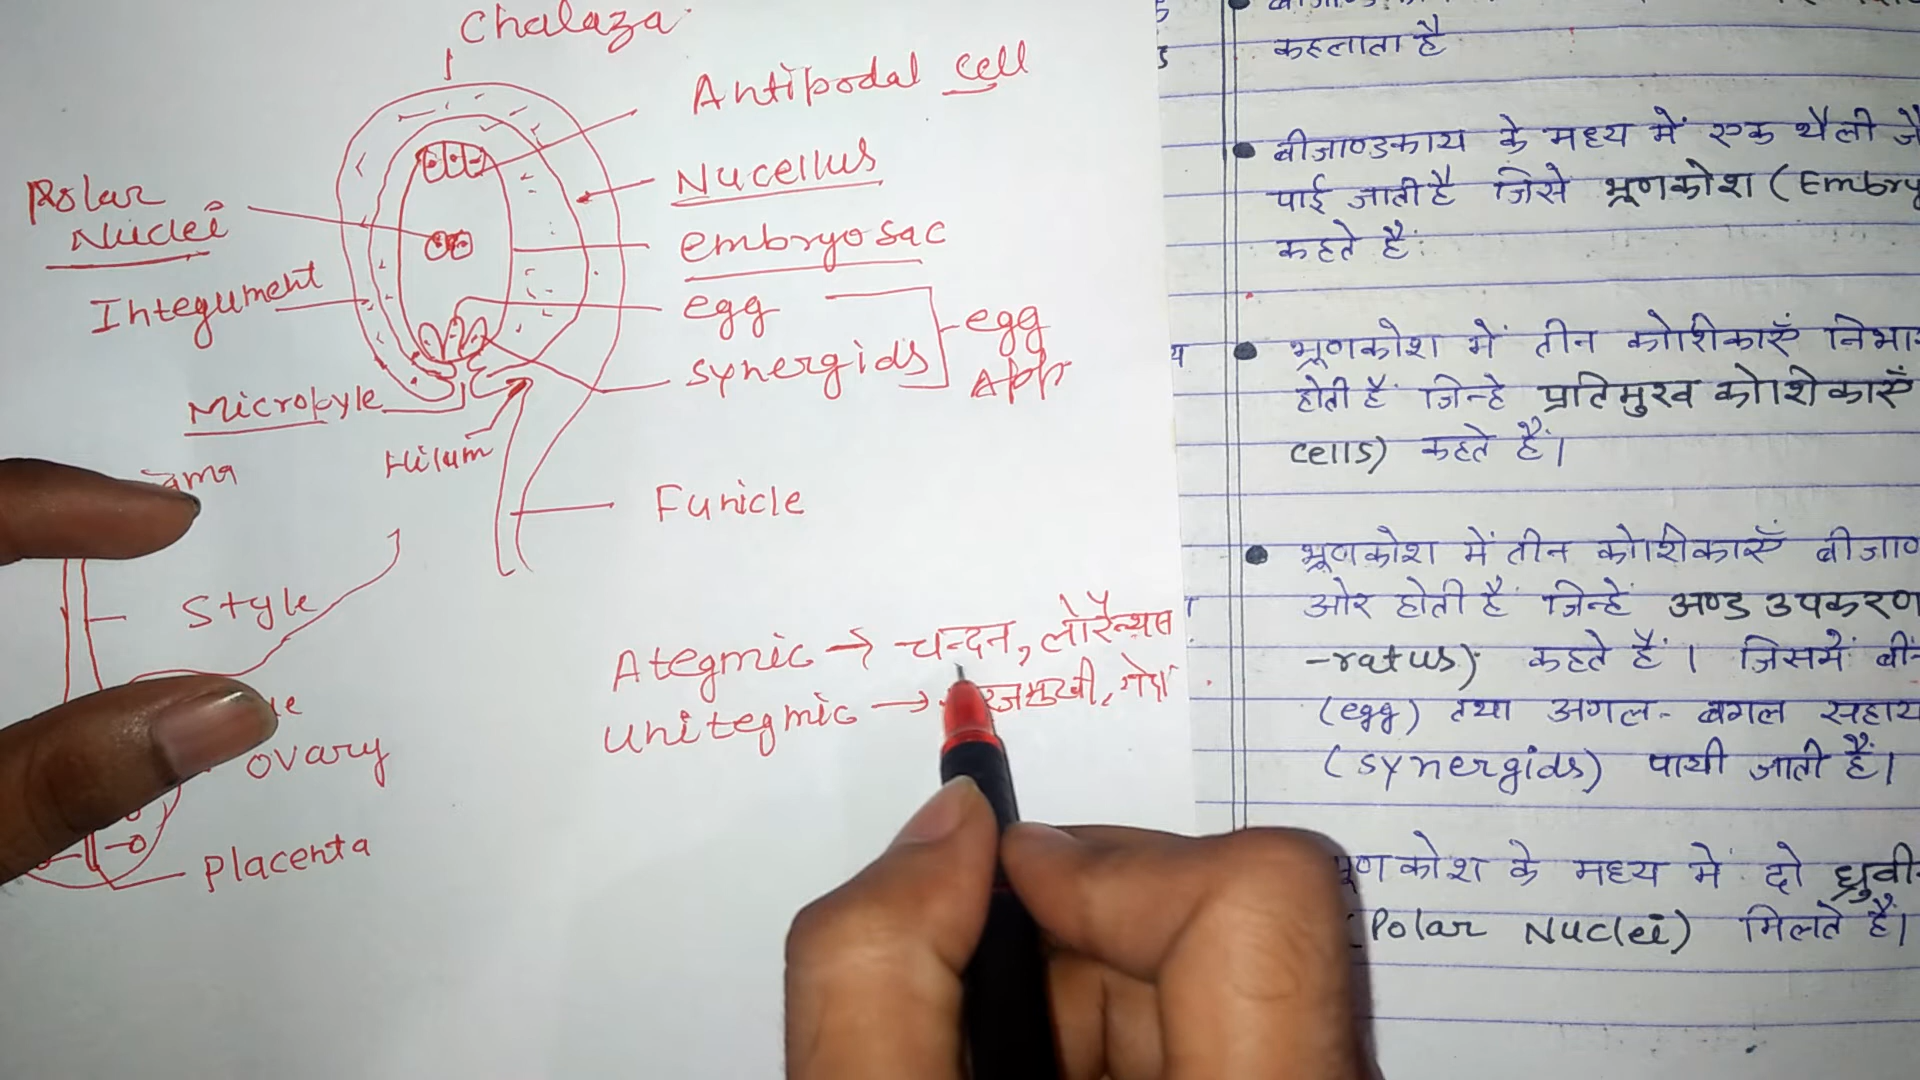 Chalaza
Antipodal cell
Nucellus
Polar
Nuclei
embryo sac
Integument
egg
synergids
egg
App
Micropyle
Hilum
Funicle
Style
ovary
Placenta
Ategmic → चन्दन, लोरैन्थस
Unitegmic →
कहलाता है
बीजाण्डकाय के मध्य में एक थैली
पाई जाती है जिसे भ्रूणकोश (Embry
कहते हैं
भ्रूणकोश में तीन कोशिकाएँ निभा
होती हैं जिन्हे प्रतिमुख कोशिकाएँ
cells) कहते हैं।
भ्रूणकोश में तीन कोशिकाएँ बीजाण
ओर होती हैं जिन्हें अण्ड उपकरण
-ratus) कहते हैं। जिसमें
(egg) तथा अगल-बगल सहाय
(synergids) पायी जाती हैं।
कोश के मध्य में दो ध्रुवी
(Polar Nuclei) मिलते हैं।